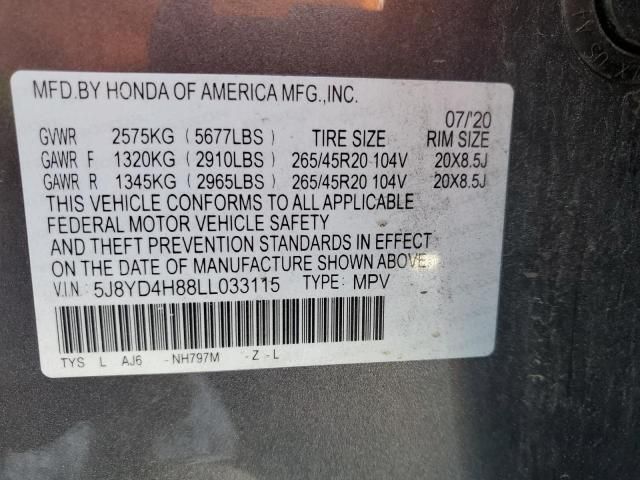 MFD.BY HONDA OF AMERICA MFG.,INC.
07/'20
GVWR 2575KG (5677LBS) TIRE SIZE RIM SIZE
GAWR F 1320KG (2910LBS) 265/45R20 104V 20X8.5J
GAWR R 1345KG (2965LBS) 265/45R20 104V 20X8.5J
THIS VEHICLE CONFORMS TO ALL APPLICABLE
FEDERAL MOTOR VEHICLE SAFETY
AND THEFT PREVENTION STANDARDS IN EFFECT
ON THE DATE OF MANUFACTURE SHOWN ABOVE.
V.I.N: 5J8YD4H88LL033115 TYPE: MPV
TYS L AJ6 -NH797M -Z-L